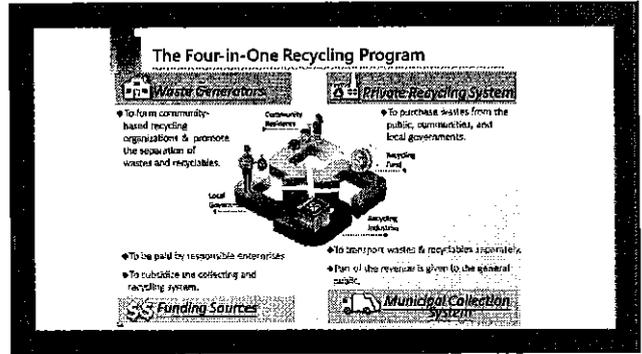 The Four-in-One Recycling Program
Waste Generators
Private Recycling System
To form community-
based recycling
organizations & promote
the separation of
wastes and recyclables.
Community
Residents
To purchase wastes from the
public, communities, and
local governments.
Recycling
Fund
Local
Recycling
Industries
To be paid by responsible enterprises
To subsidize the collecting and
recycling system.
To transport wastes & recyclables separately.
Part of the revenue is given to the general
public.
$$ Funding Sources
Municipal Collection
System